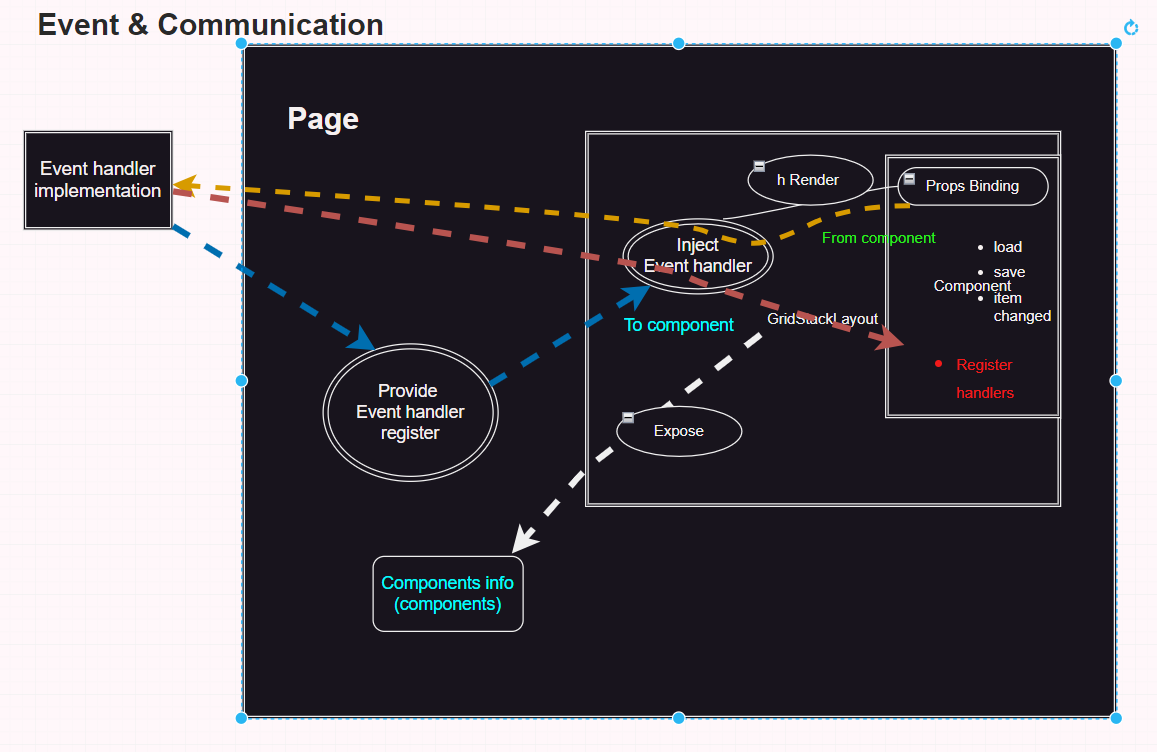 Event & Communication
Page
Event handler
implementation
h Render
Props Binding
Inject
Event handler
From component
load
save
Component
item
changed
To component
GridStackLayout
Register
handlers
Provide
Event handler
register
Expose
Components info
(components)